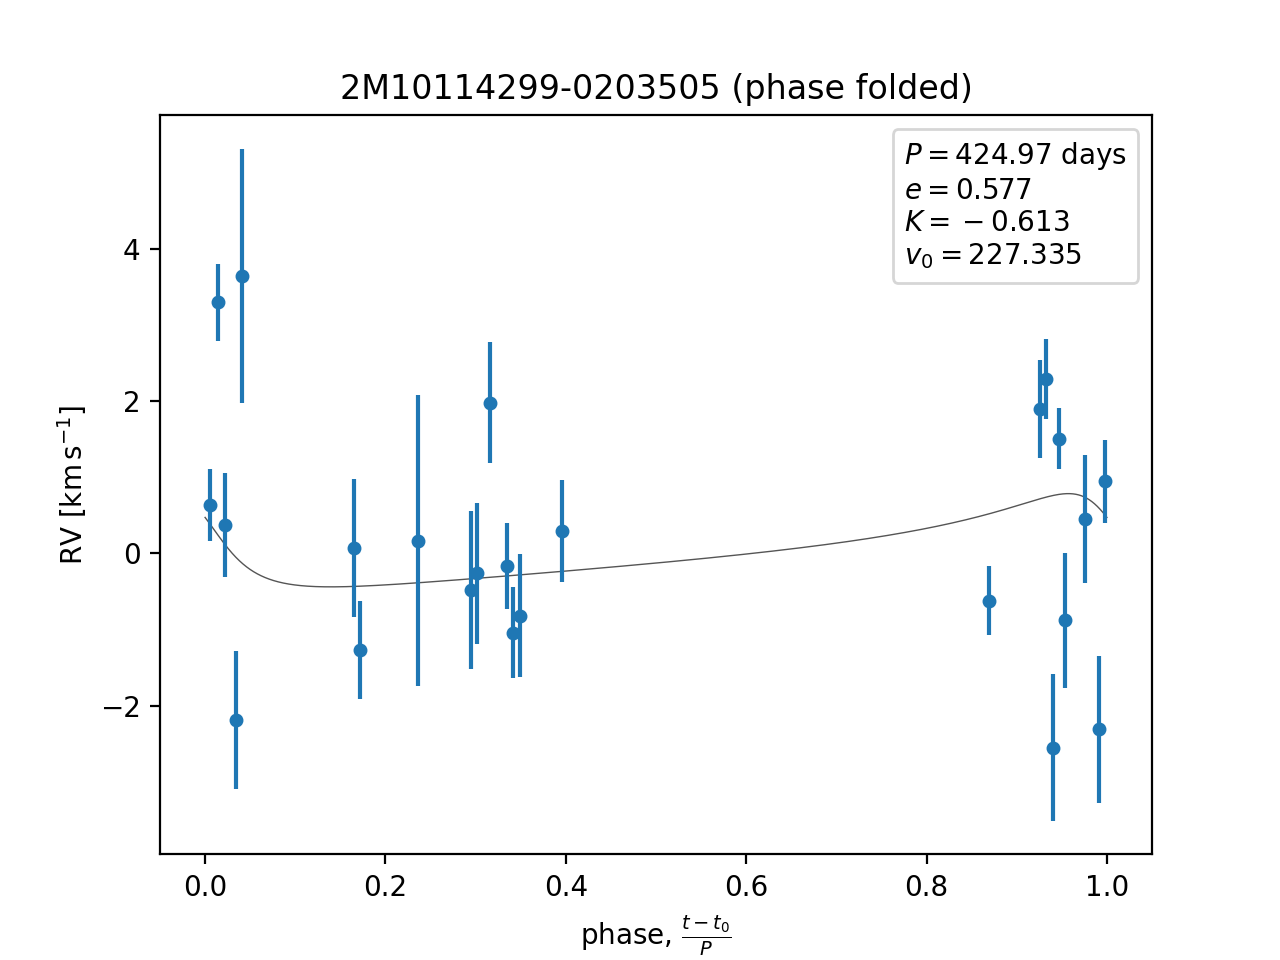 2M10114299-0203505 (phase folded)
P = 424.97 days
e = 0.577
K = −0.613
v₀ = 227.335
4
2
0
−2
RV [km s⁻¹]
0.0 0.2 0.4 0.6 0.8 1.0
phase, (t − t₀)/P